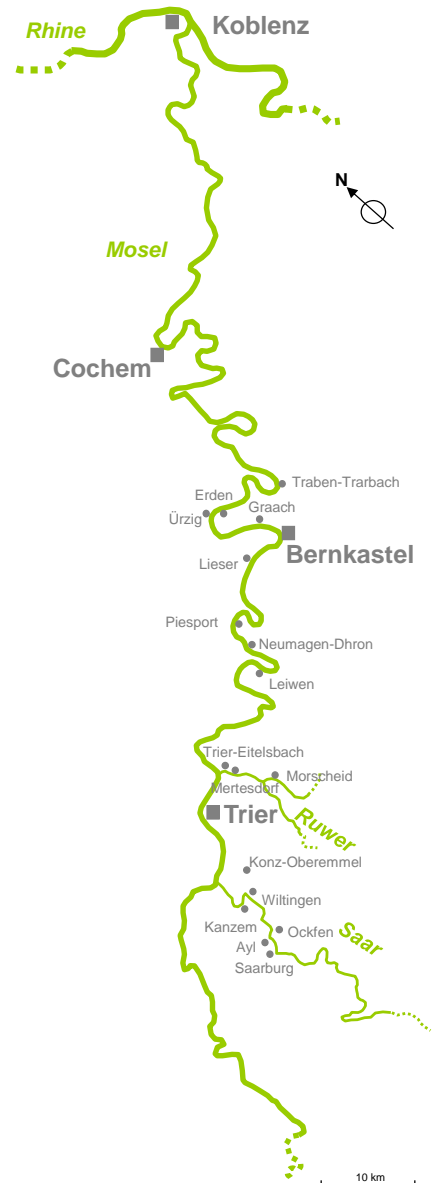 Koblenz
Rhine
N
Mosel
Cochem
Traben-Trarbach
Erden
Graach
Ürzig
Bernkastel
Lieser
Piesport
Neumagen-Dhron
Leiwen
Trier-Eitelsbach
Morscheid
Mertesdorf
Trier
Ruwer
Konz-Oberemmel
Wiltingen
Kanzem
Ockfen
Saar
Ayl
Saarburg
10 km